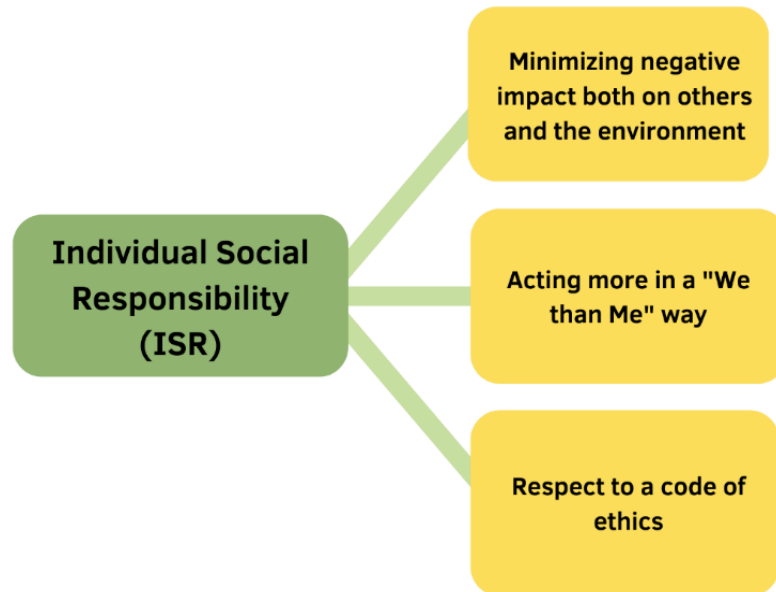 Minimizing negative
impact both on others
and the environment
Individual Social
Responsibility
(ISR)
Acting more in a "We
than Me" way
Respect to a code of
ethics